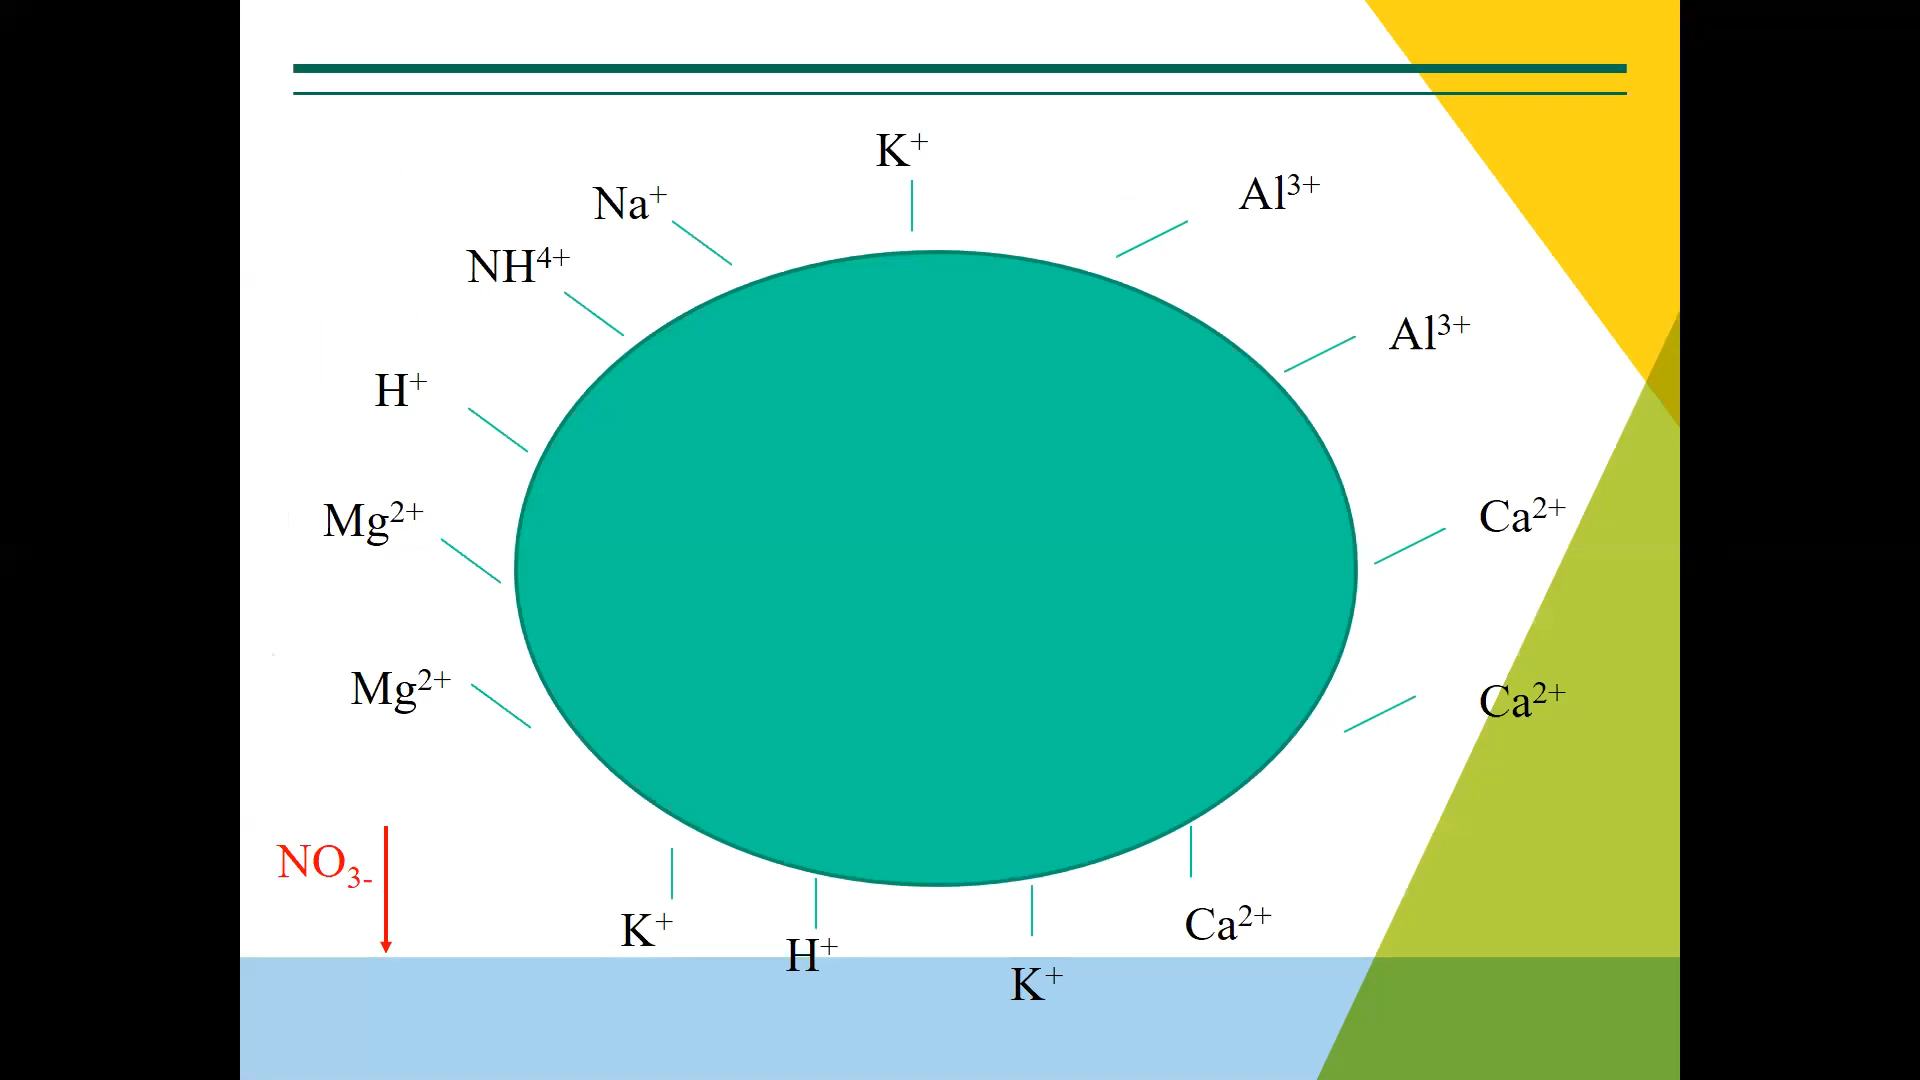 K⁺
Al³⁺
Na⁺
NH⁴⁺
Al³⁺
H⁺
Ca²⁺
Mg²⁺
Mg²⁺
Ca²⁺
NO₃₋
K⁺
Ca²⁺
H⁺
K⁺